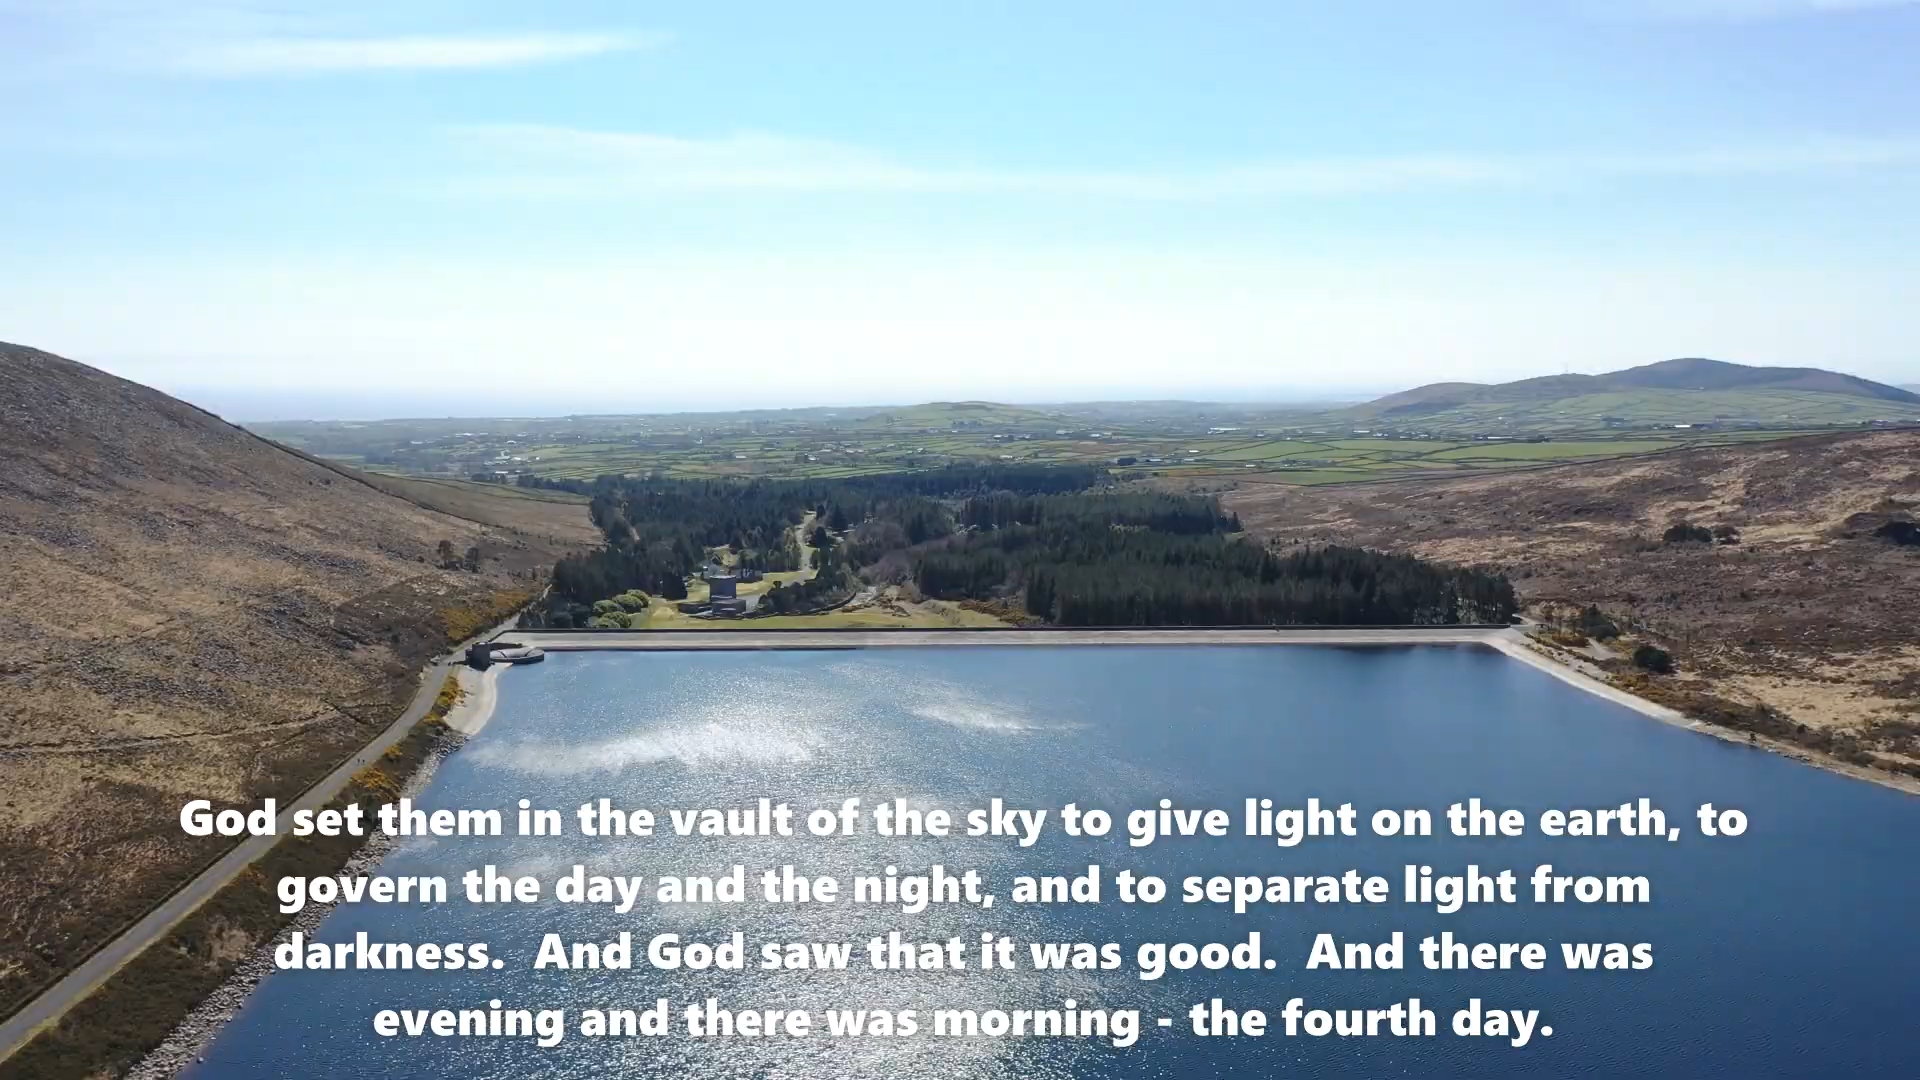 God set them in the vault of the sky to give light on the earth, to
govern the day and the night, and to separate light from
darkness.  And God saw that it was good.  And there was
evening and there was morning - the fourth day.